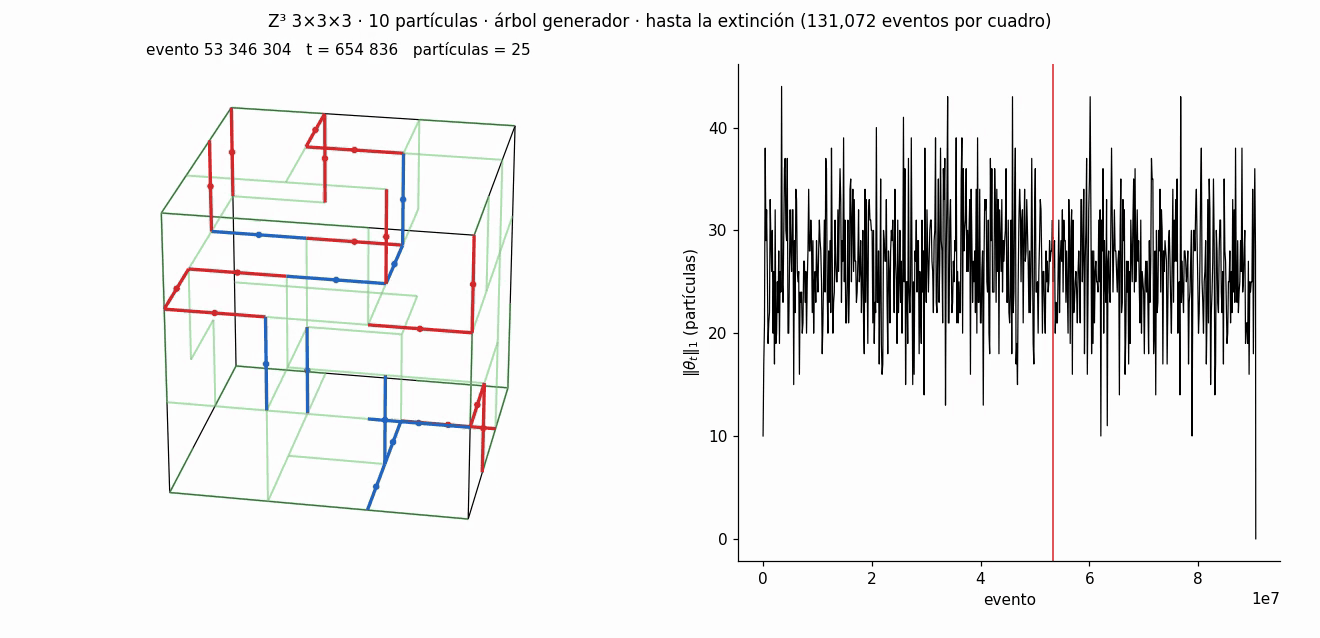 Z³ 3×3×3 · 10 partículas · árbol generador · hasta la extinción (131,072 eventos por cuadro)
evento 53 346 304   t = 654 836   partículas = 25
‖θₜ‖₁ (partículas)
40
30
20
10
0
0 2 4 6 8
evento
1e7